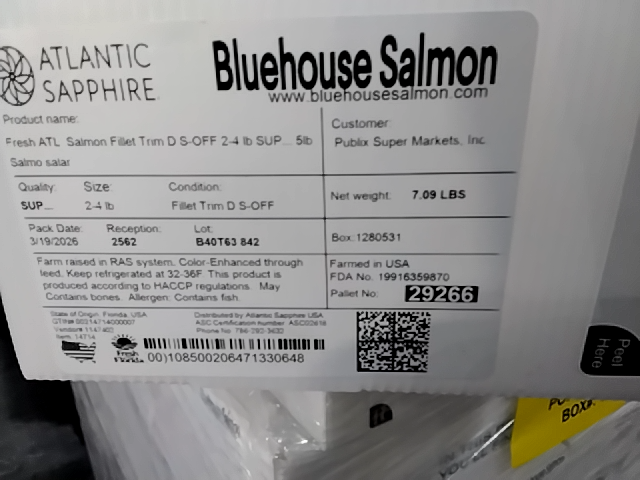 ATLANTIC
SAPPHIRE
Bluehouse Salmon
www.bluehousesalmon.com
Product name:
Fresh ATL Salmon Fillet Trim D S-OFF 2-4 lb SUP... 5lb
Salmo salar
Customer:
Publix Super Markets, Inc
Quality: Size: Condition:
SUP... 2-4 lb Fillet Trim D S-OFF
Net weight: 7.09 LBS
Pack Date: Reception: Lot:
3/19/2026 2562 B40T63 842
Box: 1280531
Farm raised in RAS system. Color-Enhanced through
feed. Keep refrigerated at 32-36F. This product is
produced according to HACCP regulations. May
Contains bones. Allergen: Contains fish.
Farmed in USA
FDA No. 19916359870
Pallet No: 29266
State of Origin: Florida, USA
Distributed by Atlantic Sapphire USA
Fresh
Florida
00)108500206471330648
Peel
Here
BOX#